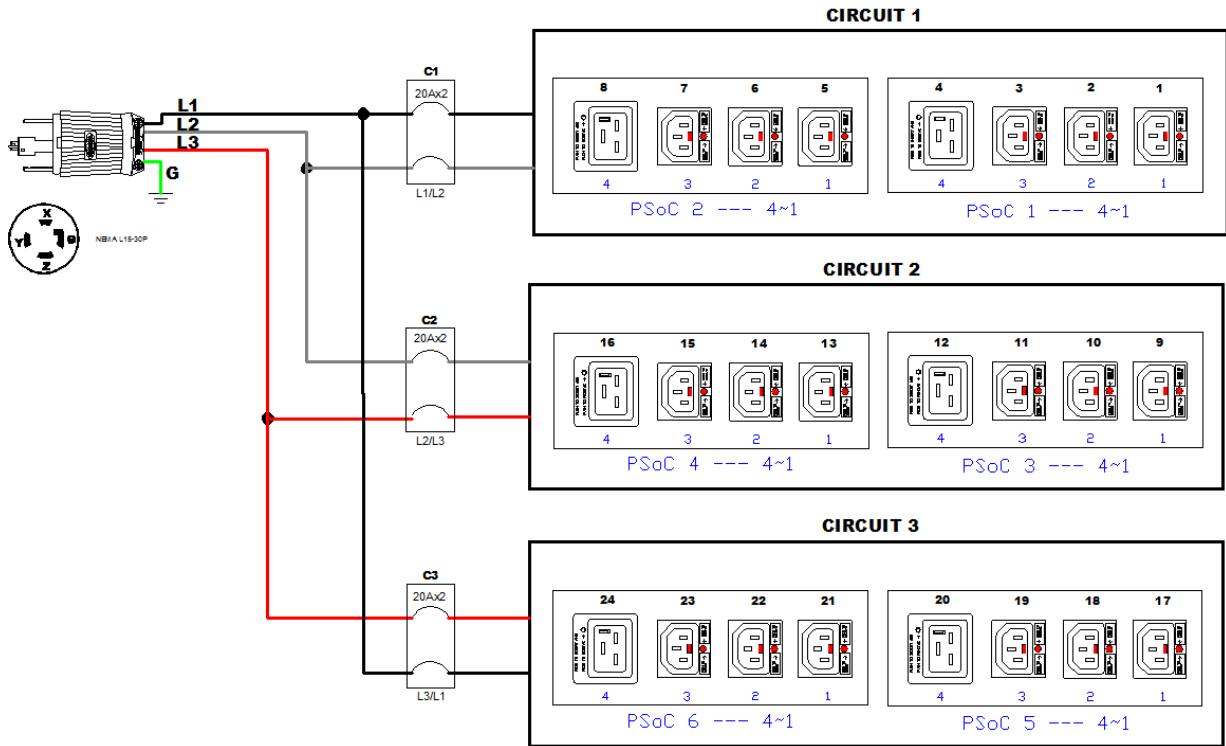 CIRCUIT 1
C1
20Ax2
L1/L2
L1
L2
L3
G
X
Y
G
Z
NEMA L15-30P
8 7 6 5 4 3 2 1
4 3 2 1 4 3 2 1
PSoC 2 --- 4~1 PSoC 1 --- 4~1
CIRCUIT 2
C2
20Ax2
L2/L3
16 15 14 13 12 11 10 9
4 3 2 1 4 3 2 1
PSoC 4 --- 4~1 PSoC 3 --- 4~1
CIRCUIT 3
C3
20Ax2
L3/L1
24 23 22 21 20 19 18 17
4 3 2 1 4 3 2 1
PSoC 6 --- 4~1 PSoC 5 --- 4~1